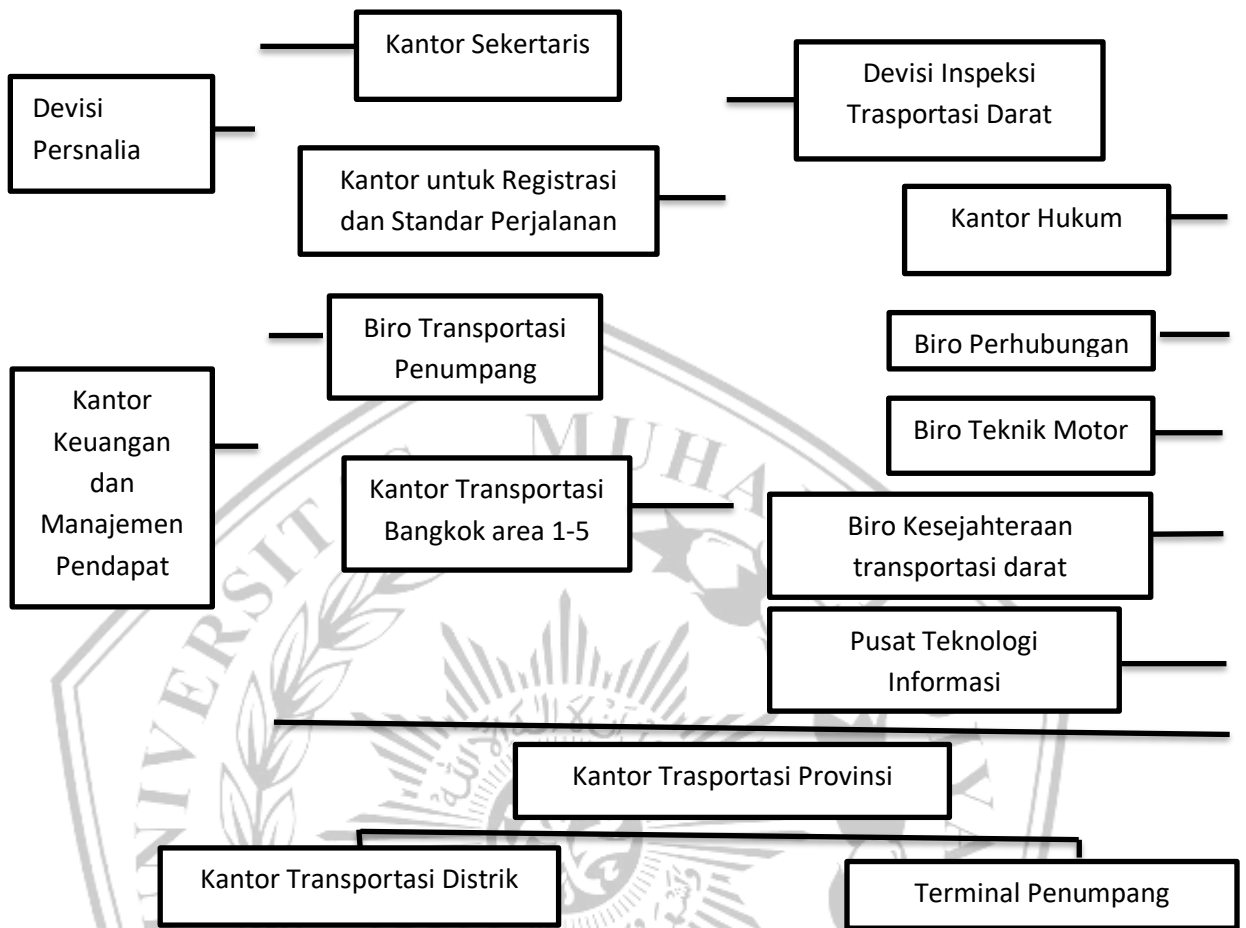 Kantor Sekertaris
Devisi Inspeksi
Trasportasi Darat
Devisi
Persnalia
Kantor untuk Registrasi
dan Standar Perjalanan
Kantor Hukum
Biro Transportasi
Penumpang
Biro Perhubungan
Kantor
Keuangan
dan
Manajemen
Pendapat
Biro Teknik Motor
Kantor Transportasi
Bangkok area 1-5
Biro Kesejahteraan
transportasi darat
Pusat Teknologi
Informasi
Kantor Trasportasi Provinsi
Kantor Transportasi Distrik
Terminal Penumpang
UNIVERSIT S MUHA